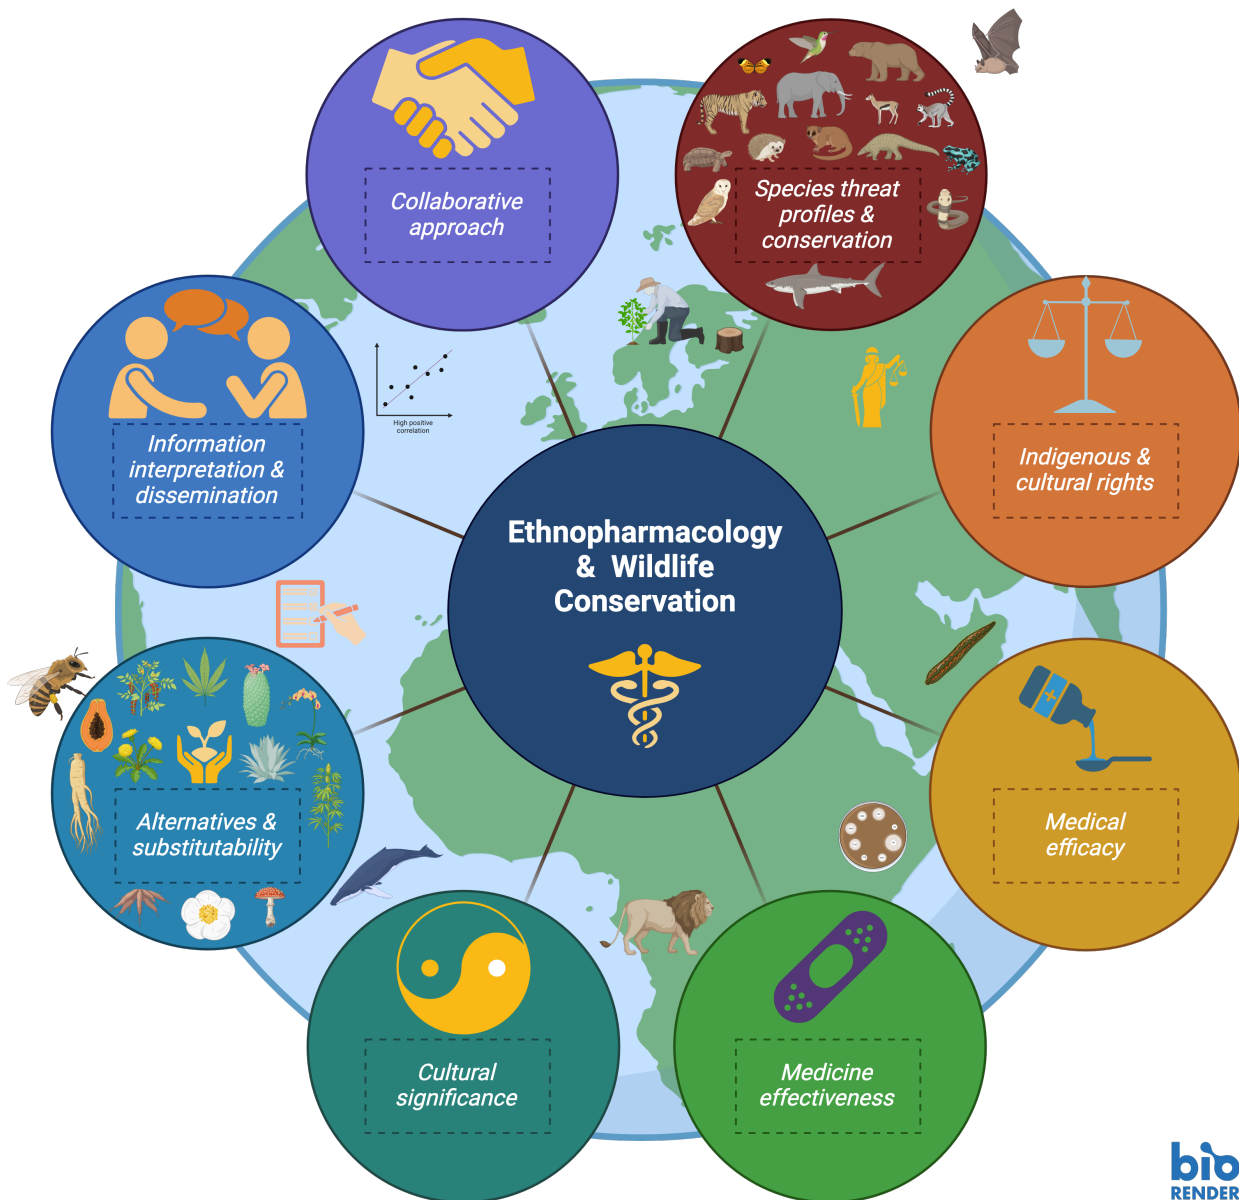 Collaborative
approach
Species threat
profiles &
conservation
Information
interpretation &
dissemination
High positive
correlation
Indigenous &
cultural rights
Ethnopharmacology
& Wildlife
Conservation
Alternatives &
substitutability
Medical
efficacy
Cultural
significance
Medicine
effectiveness
bio
RENDER